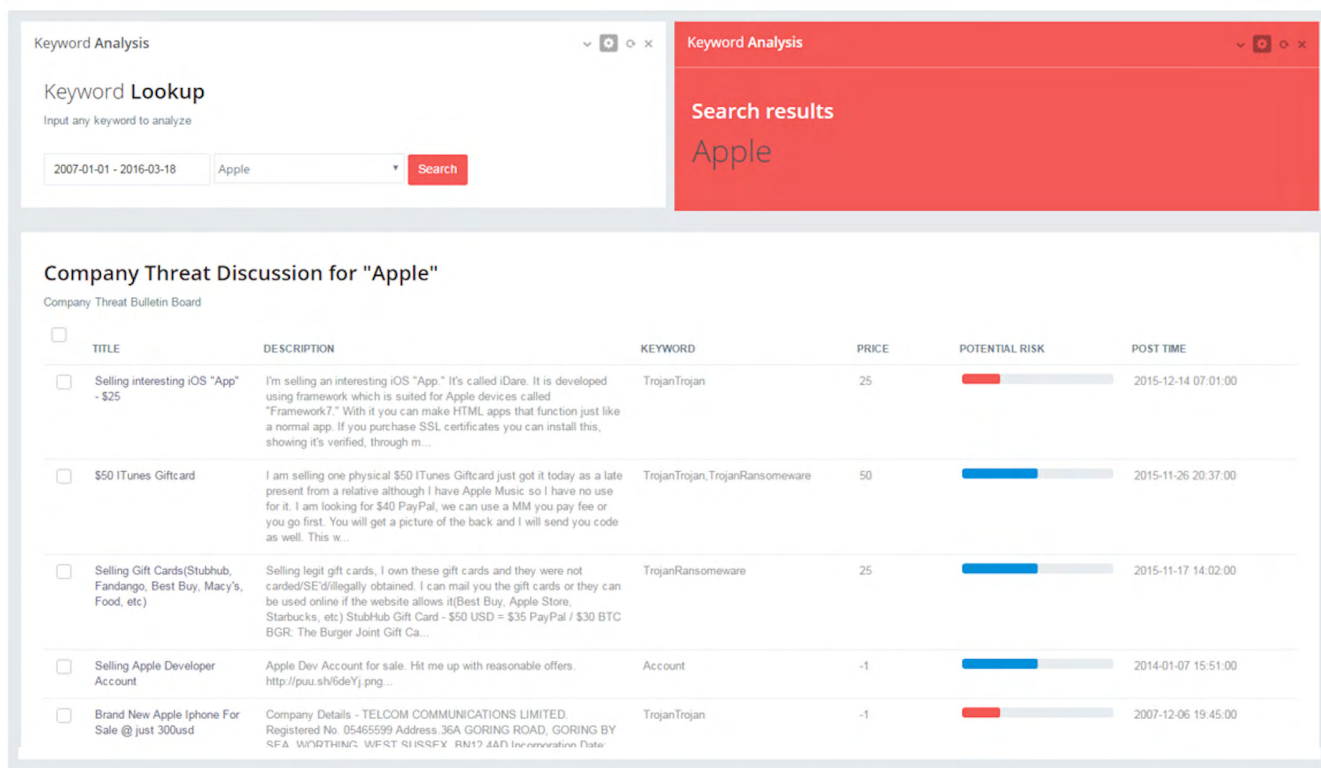 Keyword Analysis
Keyword Lookup
Input any keyword to analyze
2007-01-01 - 2016-03-18
Apple
Search
Keyword Analysis
Search results
Apple
Company Threat Discussion for "Apple"
Company Threat Bulletin Board
TITLE DESCRIPTION KEYWORD PRICE POTENTIAL RISK POST TIME
Selling interesting iOS "App"
- $25
I'm selling an interesting iOS "App." It's called iDare. It is developed
using framework which is suited for Apple devices called
"Framework7." With it you can make HTML apps that function just like
a normal app. If you purchase SSL certificates you can install this,
showing it's verified, through m...
TrojanTrojan
25
2015-12-14 07:01:00
$50 ITunes Giftcard
I am selling one physical $50 ITunes Giftcard just got it today as a late
present from a relative although I have Apple Music so I have no use
for it. I am looking for $40 PayPal, we can use a MM you pay fee or
you go first. You will get a picture of the back and I will send you code
as well. This w...
TrojanTrojan,TrojanRansomeware
50
2015-11-26 20:37:00
Selling Gift Cards(Stubhub,
Fandango, Best Buy, Macy's,
Food, etc)
Selling legit gift cards, I own these gift cards and they were not
carded/SE'd/illegally obtained. I can mail you the gift cards or they can
be used online if the website allows it(Best Buy, Apple Store,
Starbucks, etc) StubHub Gift Card - $50 USD = $35 PayPal / $30 BTC
BGR: The Burger Joint Gift Ca...
TrojanRansomeware
25
2015-11-17 14:02:00
Selling Apple Developer
Account
Apple Dev Account for sale. Hit me up with reasonable offers.
http://puu.sh/6deYj.png...
Account
-1
2014-01-07 15:51:00
Brand New Apple Iphone For
Sale @ just 300usd
Company Details - TELCOM COMMUNICATIONS LIMITED.
Registered No. 05465599 Address.36A GORING ROAD, GORING BY
SEA, WORTHING, WEST SUSSEX, BN12 4AD Incorporation Date:
TrojanTrojan
-1
2007-12-06 19:45:00